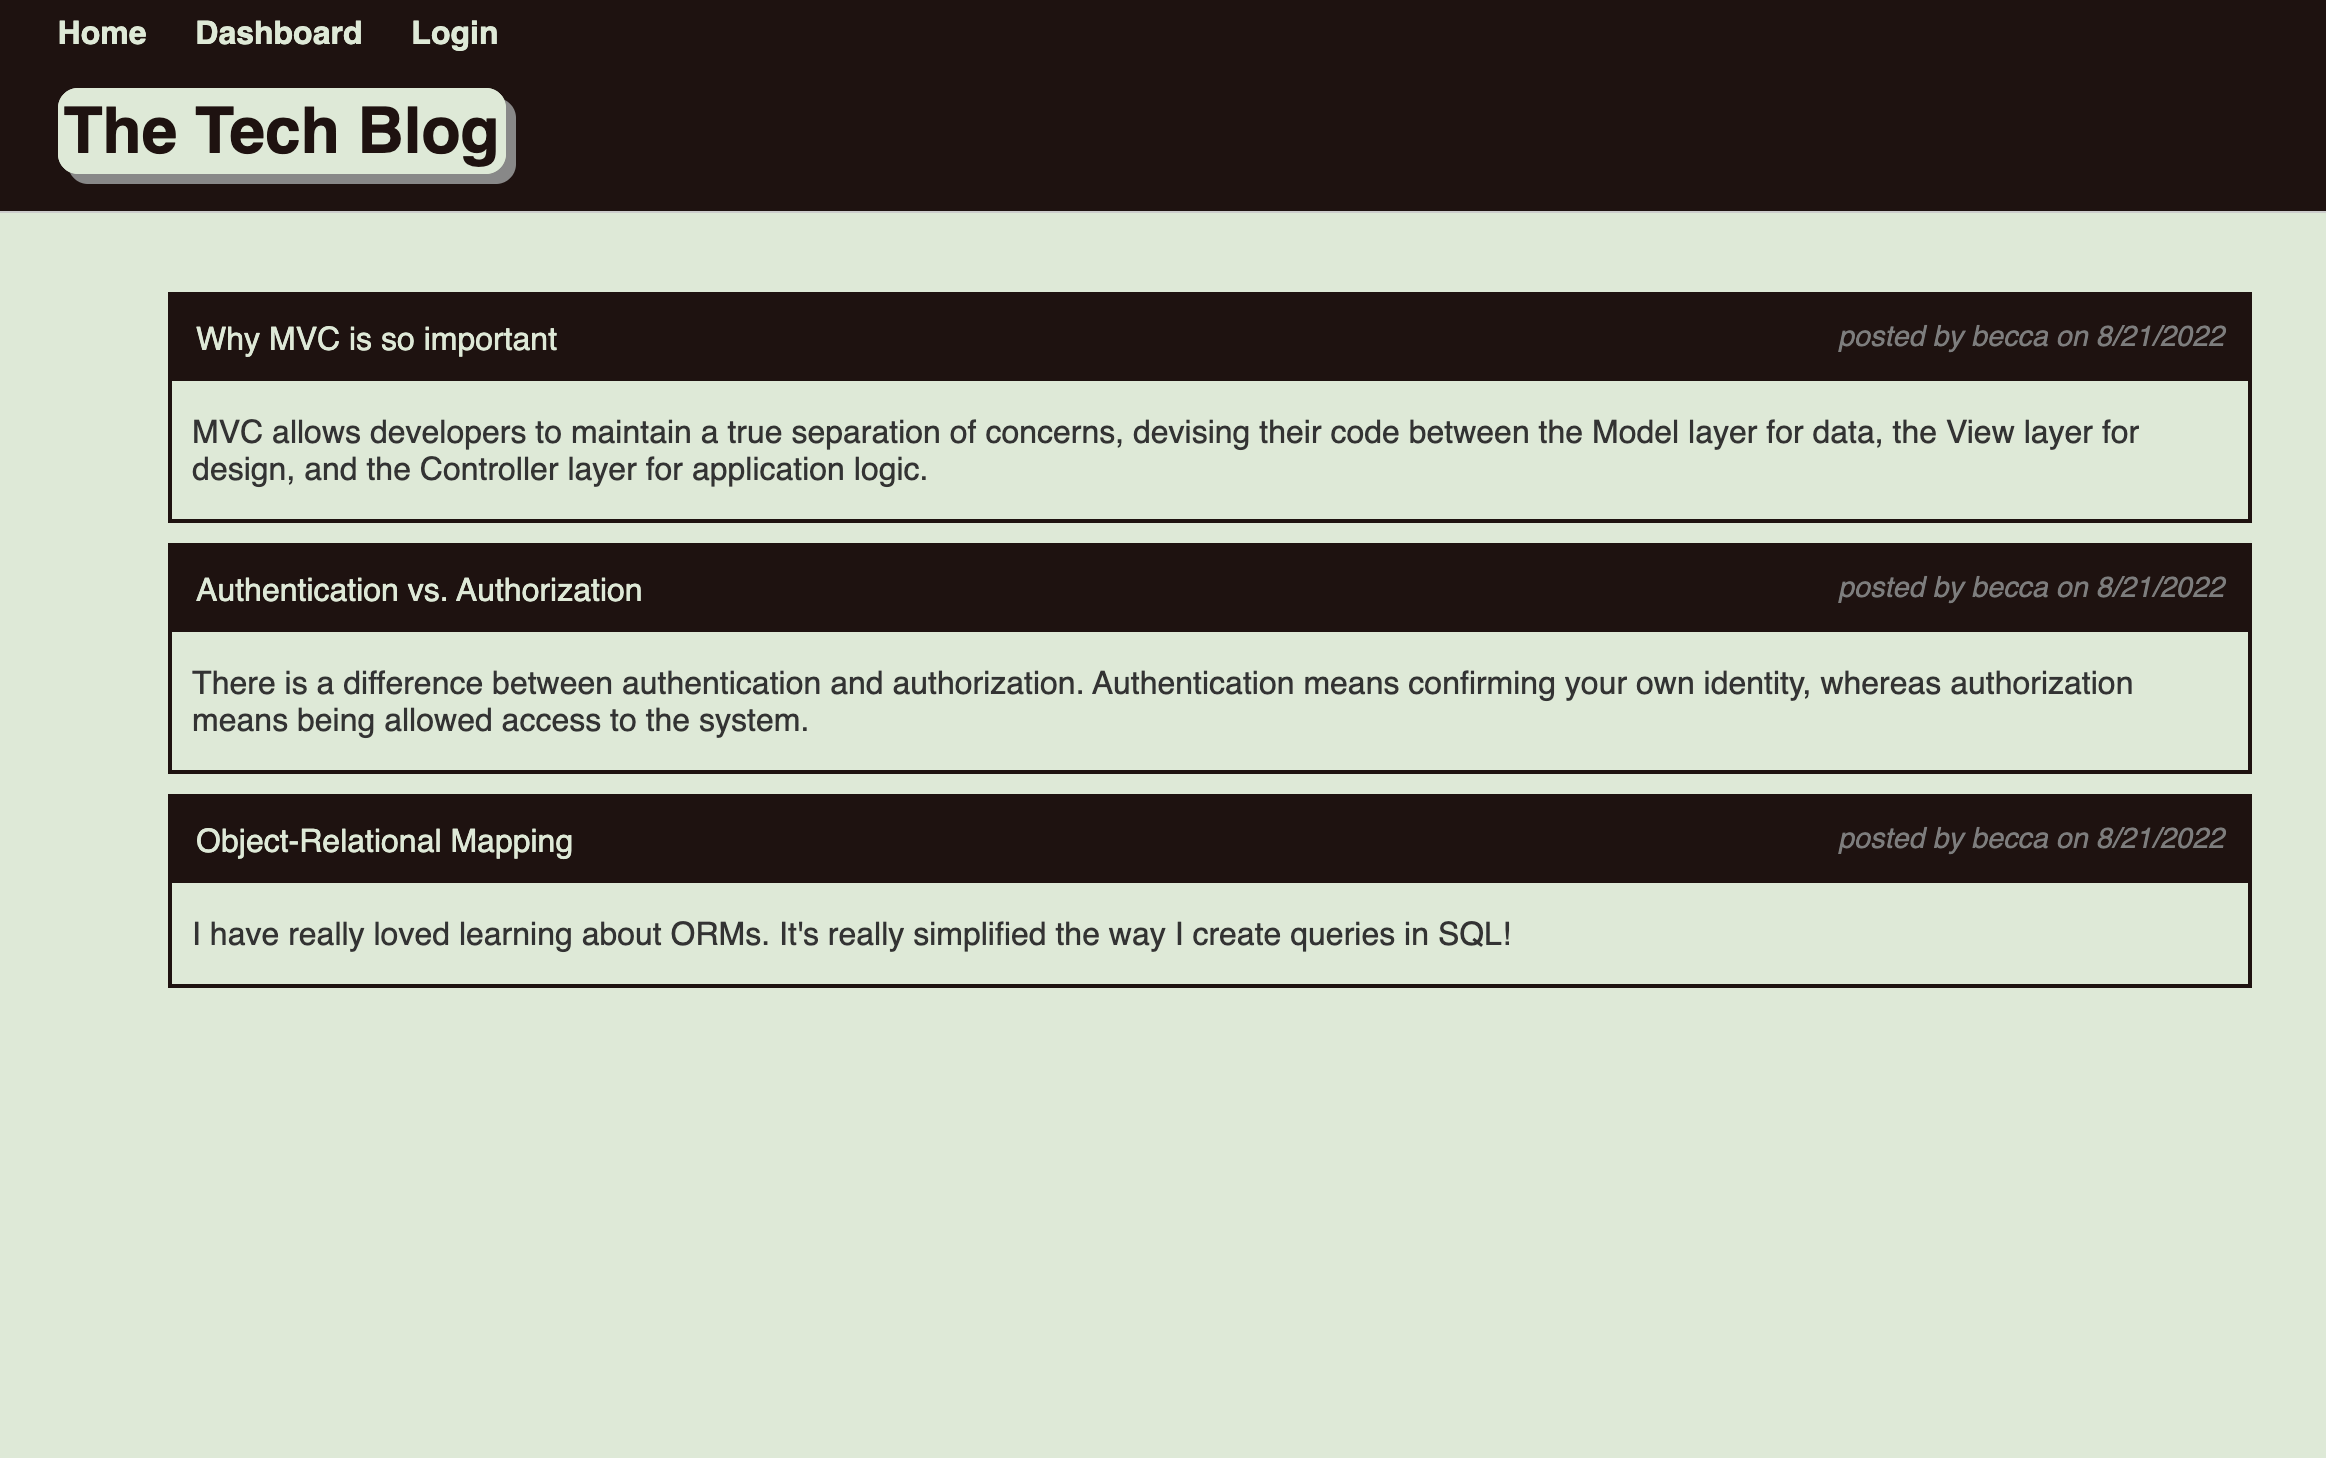 Home Dashboard Login
The Tech Blog
Why MVC is so important posted by becca on 8/21/2022
MVC allows developers to maintain a true separation of concerns, devising their code between the Model layer for data, the View layer for
design, and the Controller layer for application logic.
Authentication vs. Authorization posted by becca on 8/21/2022
There is a difference between authentication and authorization. Authentication means confirming your own identity, whereas authorization
means being allowed access to the system.
Object-Relational Mapping posted by becca on 8/21/2022
I have really loved learning about ORMs. It's really simplified the way I create queries in SQL!